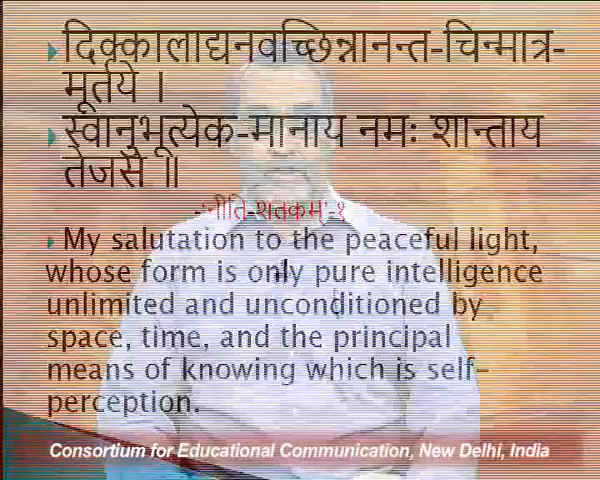 दिक्कालाद्यनवच्छिन्नानन्त-चिन्मात्र-
मूर्तये ।
स्वानुभूत्येक-मानाय नमः शान्ताय
तेजसे ॥
-'नीति-शतकम्'-१
My salutation to the peaceful light,
whose form is only pure intelligence
unlimited and unconditioned by
space, time, and the principal
means of knowing which is self-
perception.
Consortium for Educational Communication, New Delhi, India